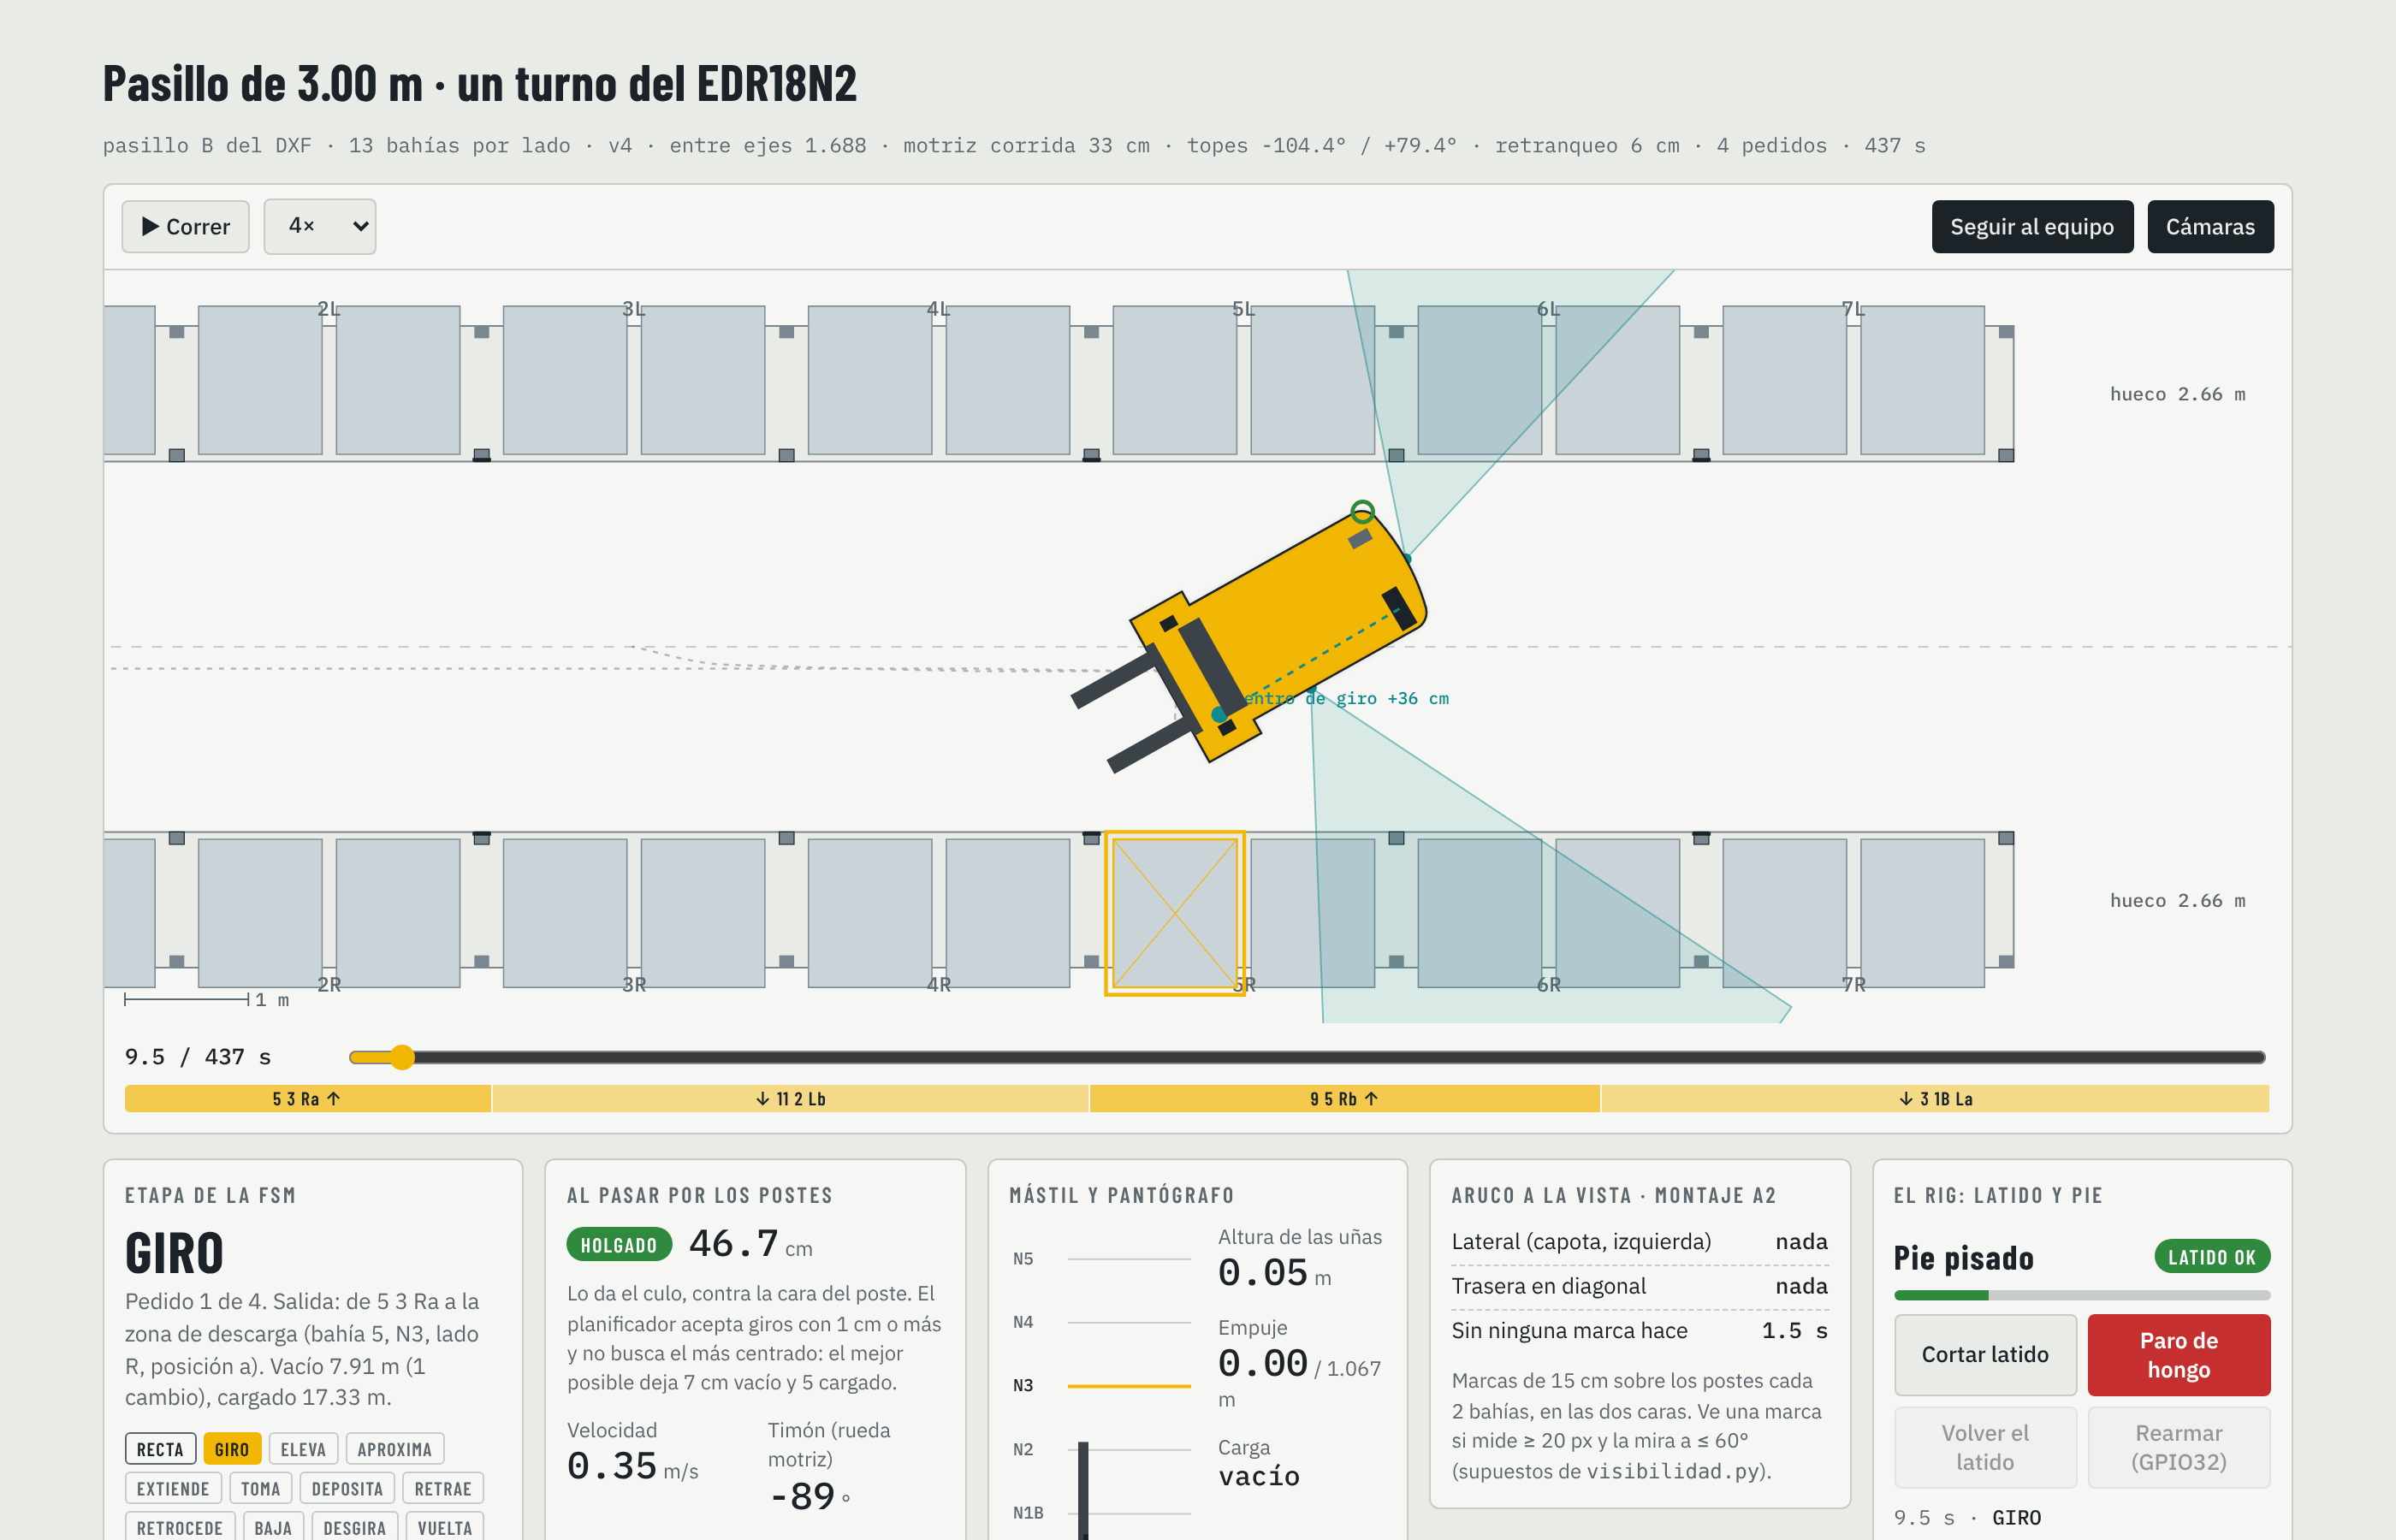 Pasillo de 3.00 m · un turno del EDR18N2
pasillo B del DXF · 13 bahías por lado · v4 · entre ejes 1.688 · motriz corrida 33 cm · topes -104.4° / +79.4° · retranqueo 6 cm · 4 pedidos · 437 s
▶ Correr
4×
Seguir al equipo
Cámaras
2L
3L
4L
5L
6L
7L
hueco 2.66 m
entro de giro +36 cm
hueco 2.66 m
2R
3R
4R
5R
6R
7R
1 m
9.5 / 437 s
5 3 Ra ↑
↓ 11 2 Lb
9 5 Rb ↑
↓ 3 1B La
ETAPA DE LA FSM
GIRO
Pedido 1 de 4. Salida: de 5 3 Ra a la
zona de descarga (bahía 5, N3, lado
R, posición a). Vacío 7.91 m (1
cambio), cargado 17.33 m.
RECTA
GIRO
ELEVA
APROXIMA
EXTIENDE
TOMA
DEPOSITA
RETRAE
RETROCEDE
BAJA
DESGIRA
VUELTA
AL PASAR POR LOS POSTES
HOLGADO
46.7 cm
Lo da el culo, contra la cara del poste. El
planificador acepta giros con 1 cm o más
y no busca el más centrado: el mejor
posible deja 7 cm vacío y 5 cargado.
Velocidad
0.35 m/s
Timón (rueda
motriz)
-89 °
MÁSTIL Y PANTÓGRAFO
N5
N4
N3
N2
N1B
Altura de las uñas
0.05 m
Empuje
0.00 / 1.067
m
Carga
vacío
ARUCO A LA VISTA · MONTAJE A2
Lateral (capota, izquierda) nada
Trasera en diagonal nada
Sin ninguna marca hace 1.5 s
Marcas de 15 cm sobre los postes cada
2 bahías, en las dos caras. Ve una marca
si mide ≥ 20 px y la mira a ≤ 60°
(supuestos de visibilidad.py).
EL RIG: LATIDO Y PIE
Pie pisado
LATIDO OK
Cortar latido
Paro de
hongo
Volver el
latido
Rearmar
(GPIO32)
9.5 s · GIRO